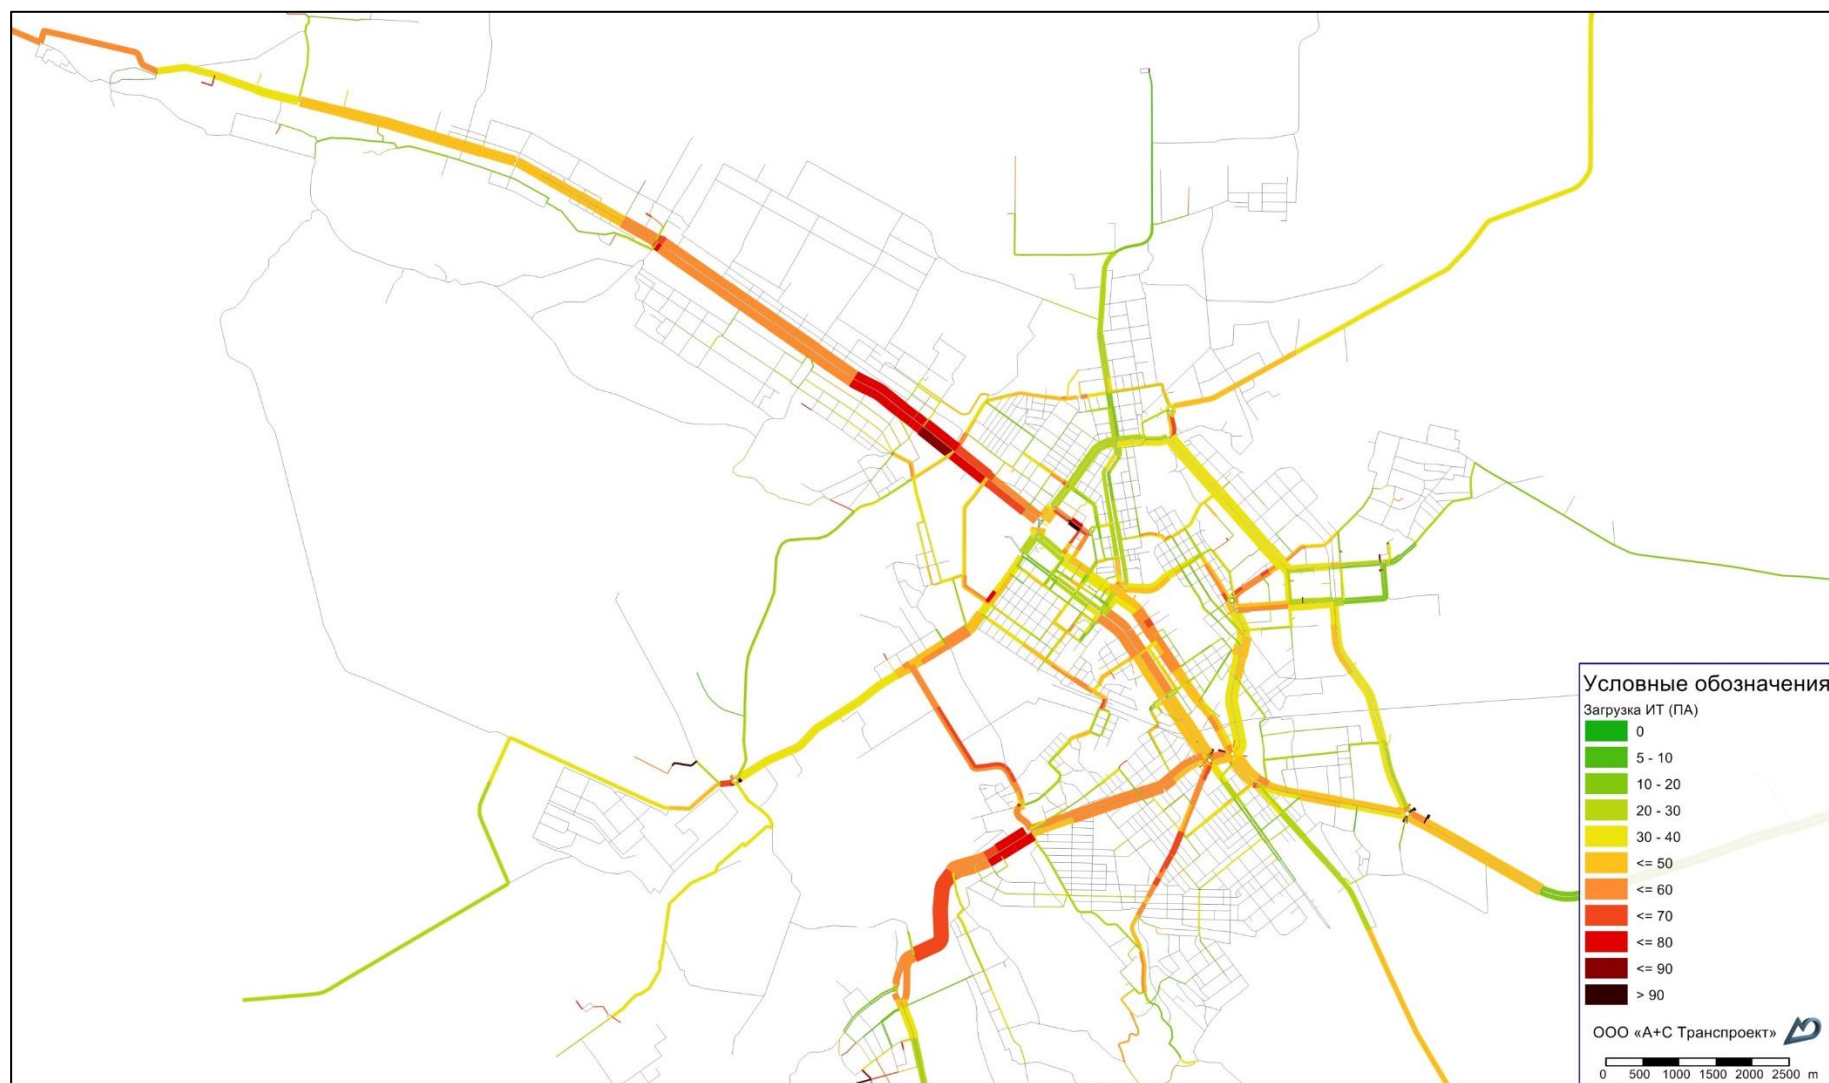 Условные обозначения
Загрузка ИТ (ПА)
0
5 - 10
10 - 20
20 - 30
30 - 40
<= 50
<= 60
<= 70
<= 80
<= 90
> 90
ООО «А+С Транспроект»
0 500 1000 1500 2000 2500 m